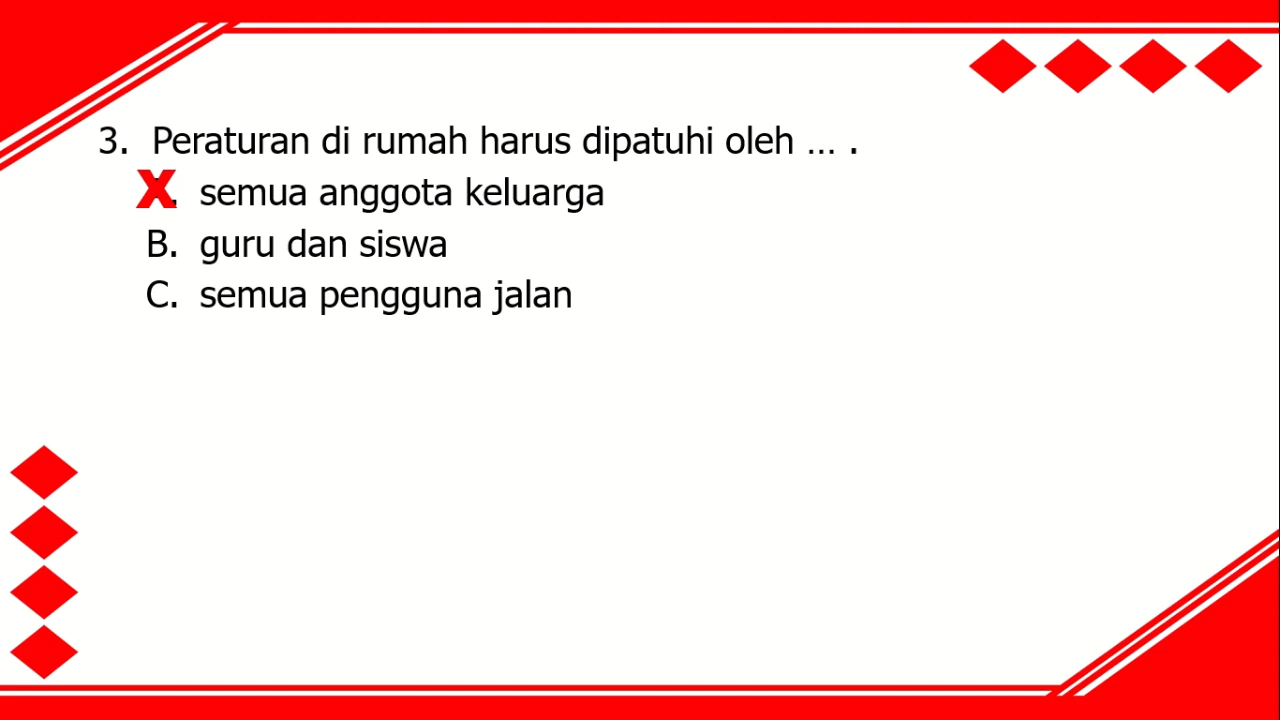 3. Peraturan di rumah harus dipatuhi oleh ... .
X. semua anggota keluarga
B. guru dan siswa
C. semua pengguna jalan